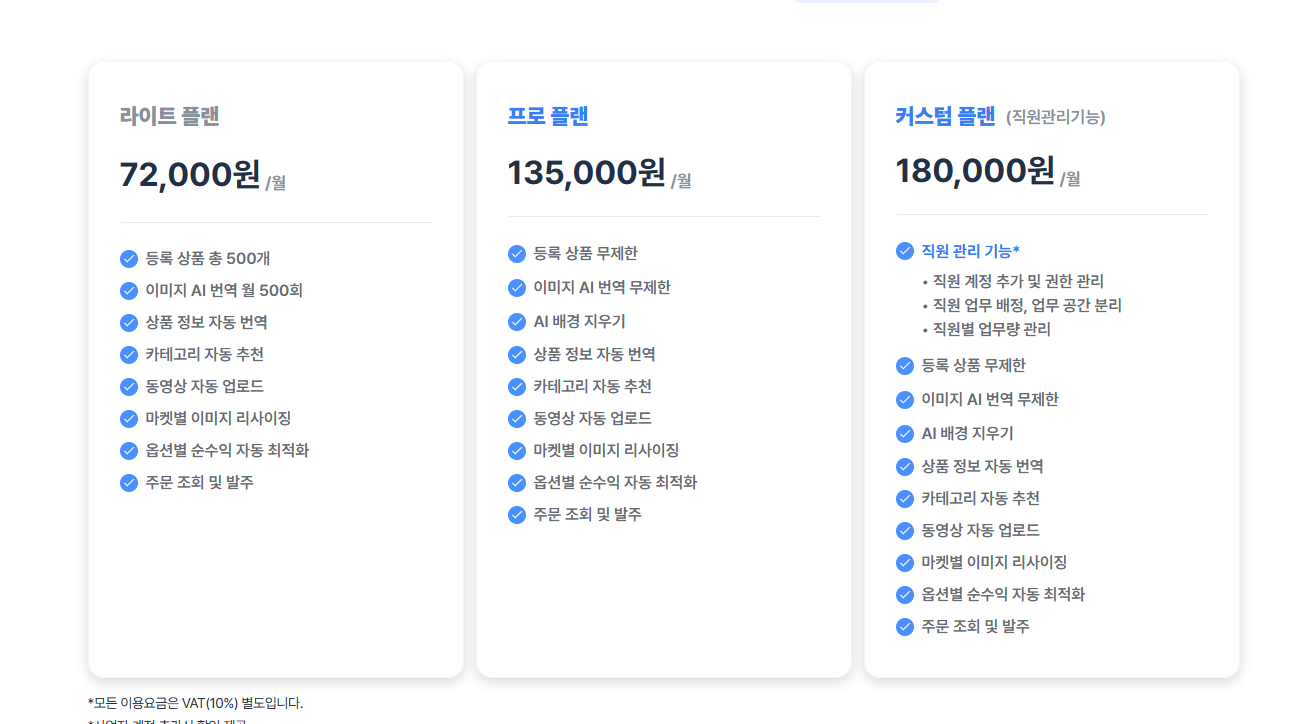 라이트 플랜
72,000원 /월
등록 상품 총 500개
이미지 AI 번역 월 500회
상품 정보 자동 번역
카테고리 자동 추천
동영상 자동 업로드
마켓별 이미지 리사이징
옵션별 순수익 자동 최적화
주문 조회 및 발주
프로 플랜
135,000원 /월
등록 상품 무제한
이미지 AI 번역 무제한
AI 배경 지우기
상품 정보 자동 번역
카테고리 자동 추천
동영상 자동 업로드
마켓별 이미지 리사이징
옵션별 순수익 자동 최적화
주문 조회 및 발주
커스텀 플랜 (직원관리기능)
180,000원 /월
직원 관리 기능*
• 직원 계정 추가 및 권한 관리
• 직원 업무 배정, 업무 공간 분리
• 직원별 업무량 관리
등록 상품 무제한
이미지 AI 번역 무제한
AI 배경 지우기
상품 정보 자동 번역
카테고리 자동 추천
동영상 자동 업로드
마켓별 이미지 리사이징
옵션별 순수익 자동 최적화
주문 조회 및 발주
*모든 이용요금은 VAT(10%) 별도입니다.